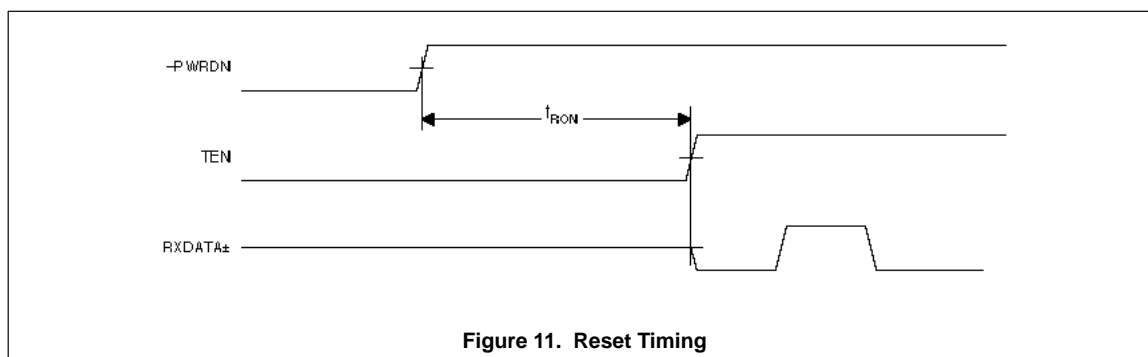 -PWRDN
tRON
TEN
RXDATA±
Figure 11. Reset Timing